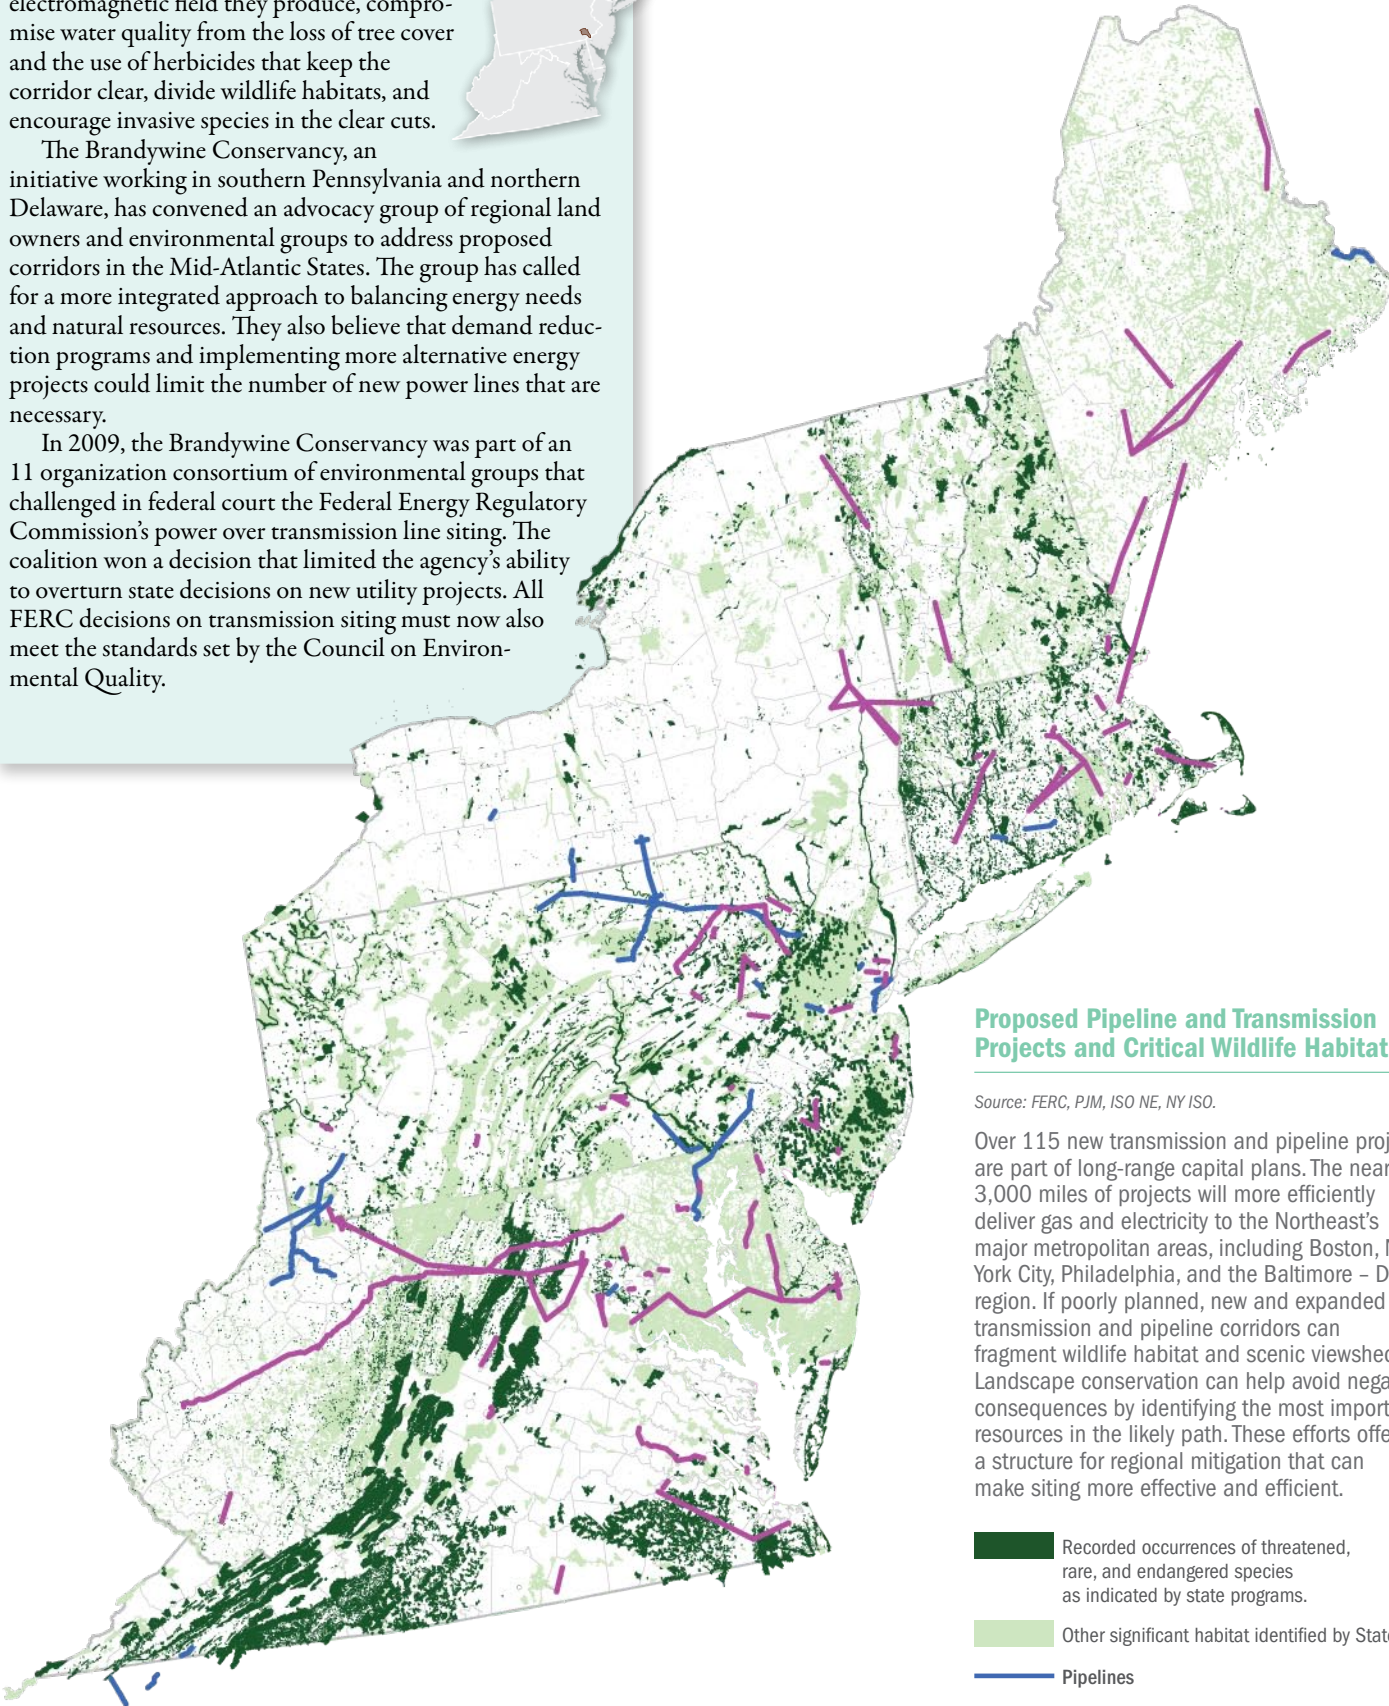 electromagnetic field they produce, compro-
mise water quality from the loss of tree cover
and the use of herbicides that keep the
corridor clear, divide wildlife habitats, and
encourage invasive species in the clear cuts.
The Brandywine Conservancy, an
initiative working in southern Pennsylvania and northern
Delaware, has convened an advocacy group of regional land
owners and environmental groups to address proposed
corridors in the Mid-Atlantic States. The group has called
for a more integrated approach to balancing energy needs
and natural resources. They also believe that demand reduc-
tion programs and implementing more alternative energy
projects could limit the number of new power lines that are
necessary.
In 2009, the Brandywine Conservancy was part of an
11 organization consortium of environmental groups that
challenged in federal court the Federal Energy Regulatory
Commission's power over transmission line siting. The
coalition won a decision that limited the agency's ability
to overturn state decisions on new utility projects. All
FERC decisions on transmission siting must now also
meet the standards set by the Council on Environ-
mental Quality.
Proposed Pipeline and Transmission
Projects and Critical Wildlife Habitat
Source: FERC, PJM, ISO NE, NY ISO.
Over 115 new transmission and pipeline
are part of long-range capital plans. The
3,000 miles of projects will more efficiently
deliver gas and electricity to the Northeast's
major metropolitan areas, including Boston,
York City, Philadelphia, and the Baltimore –
region. If poorly planned, new and expanded
transmission and pipeline corridors can
fragment wildlife habitat and scenic
Landscape conservation can help avoid
consequences by identifying the most
resources in the likely path. These efforts
a structure for regional mitigation that can
make siting more effective and efficient.
Recorded occurrences of threatened,
rare, and endangered species
as indicated by state programs.
Other significant habitat identified by
Pipelines